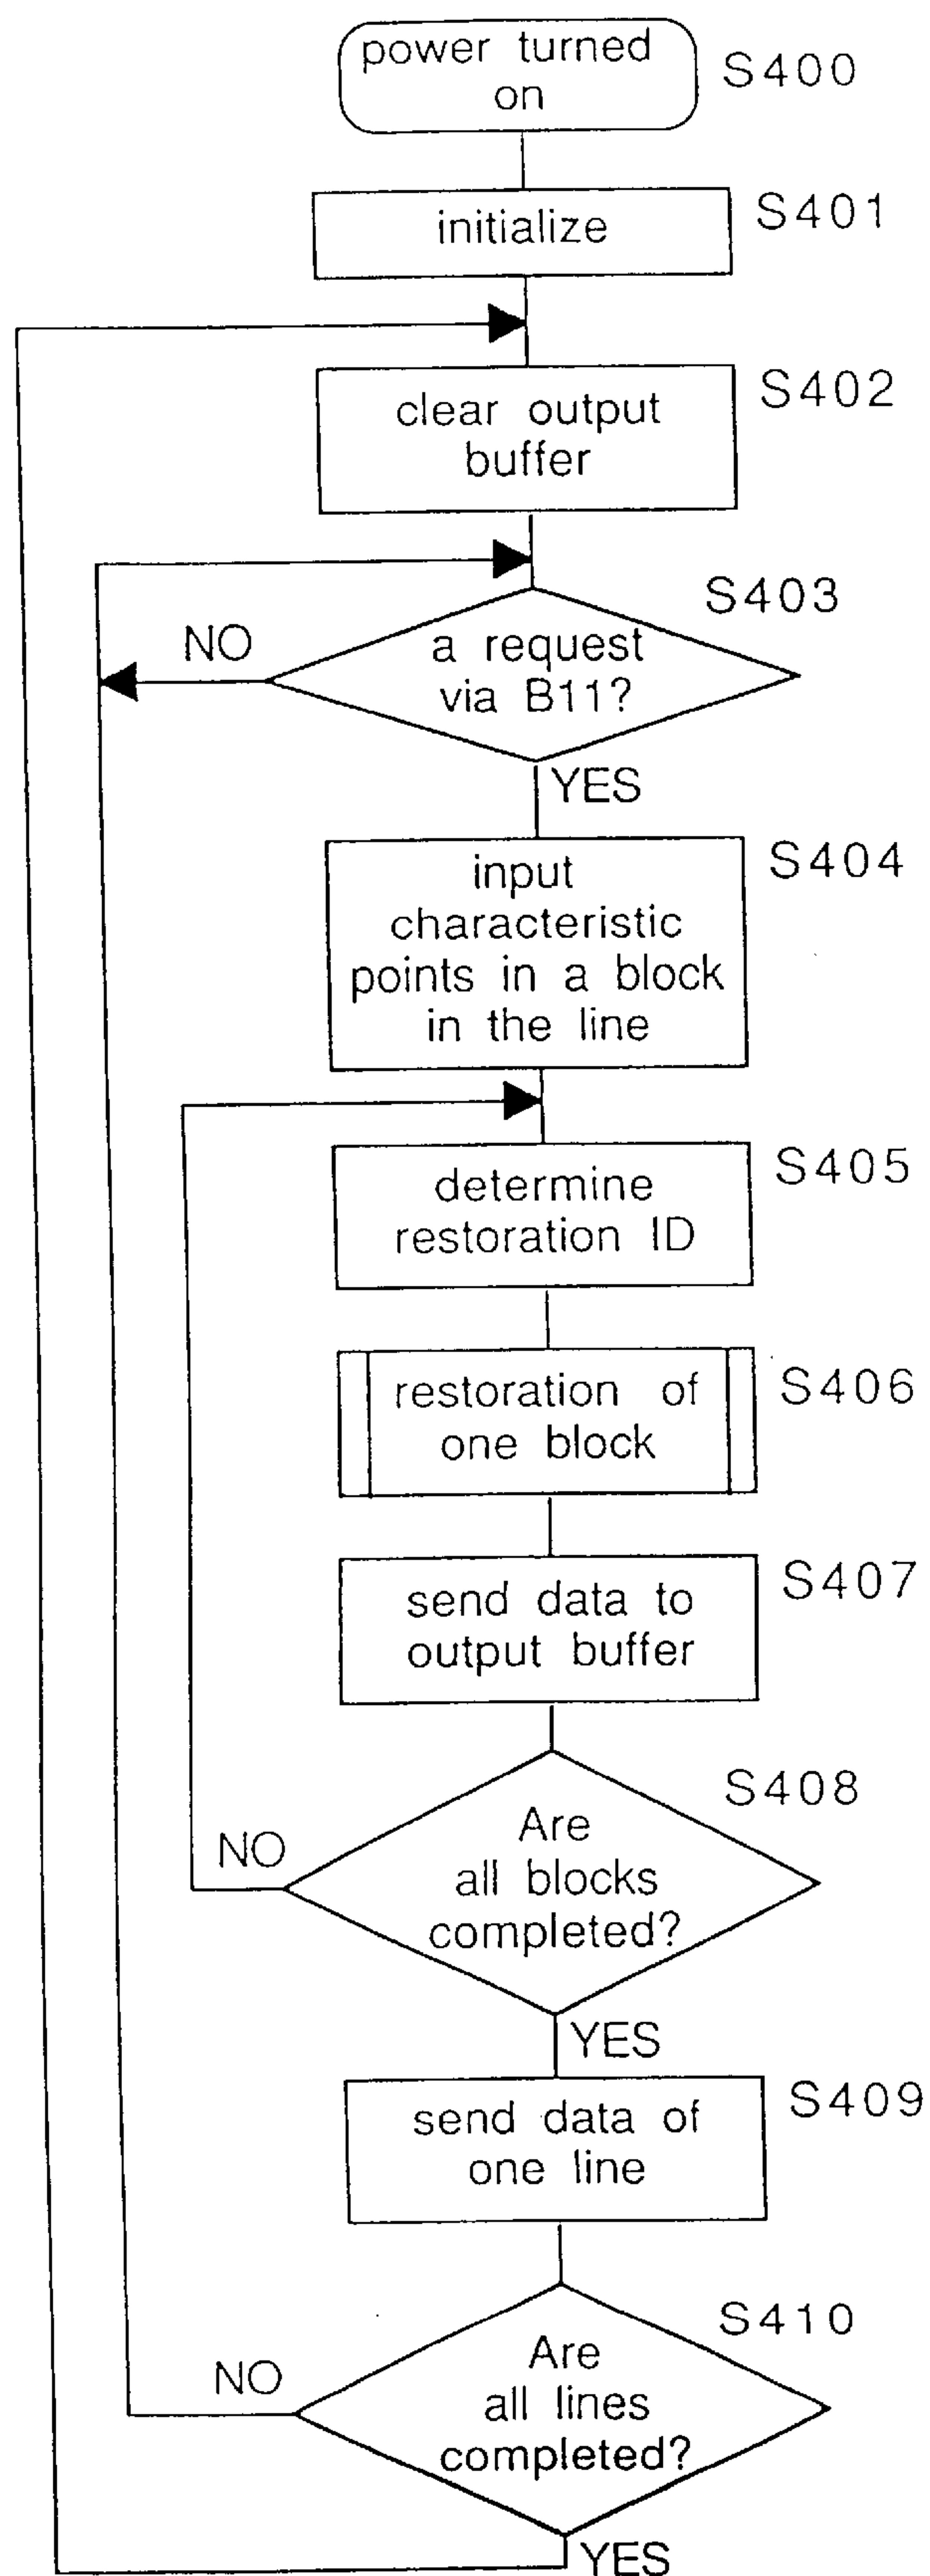 power turned
on
S400
initialize
S401
clear output
buffer
S402
a request
via B11?
S403
NO
YES
input
characteristic
points in a block
in the line
S404
determine
restoration ID
S405
restoration of
one block
S406
send data to
output buffer
S407
Are
all blocks
completed?
S408
NO
YES
send data of
one line
S409
Are
all lines
completed?
S410
NO
YES